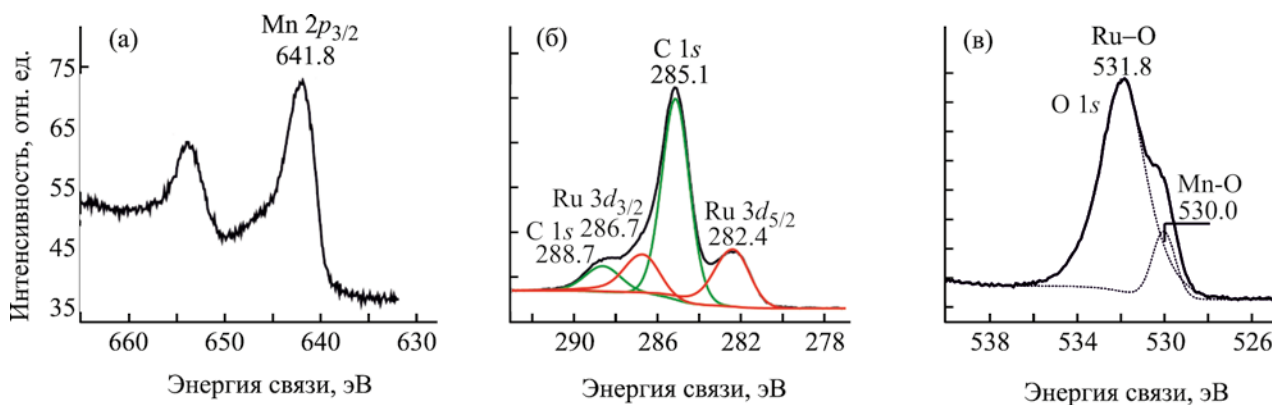 (а)
Mn 2p3/2
641.8
Интенсивность, отн. ед.
75
65
55
45
35
660
650
640
630
Энергия связи, эВ
(б)
C 1s
285.1
Ru 3d3/2
286.7
C 1s
288.7
Ru 3d5/2
282.4
290
286
282
278
Энергия связи, эВ
(в)
Ru–O
531.8
O 1s
Mn-O
530.0
538
534
530
526
Энергия связи, эВ